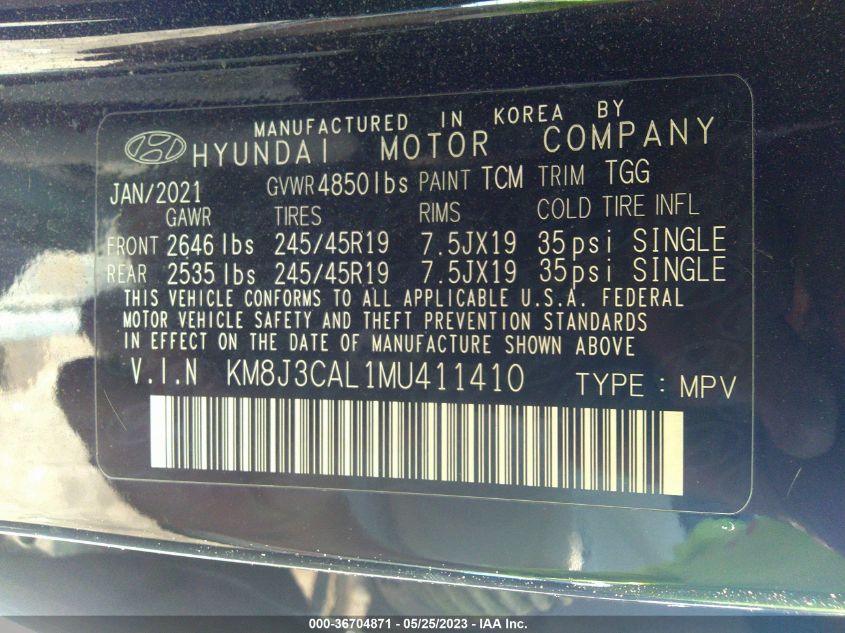 MANUFACTURED IN KOREA BY
HYUNDAI MOTOR COMPANY
JAN/2021 GVWR 4850lbs PAINT TCM TRIM TGG
GAWR TIRES RIMS COLD TIRE INFL
FRONT 2646lbs 245/45R19 7.5JX19 35psi SINGLE
REAR 2535lbs 245/45R19 7.5JX19 35psi SINGLE
THIS VEHICLE CONFORMS TO ALL APPLICABLE U.S.A. FEDERAL
MOTOR VEHICLE SAFETY AND THEFT PREVENTION STANDARDS
IN EFFECT ON THE DATE OF MANUFACTURE SHOWN ABOVE
V.I.N KM8J3CAL1MU411410 TYPE: MPV
000-36704871 - 05/25/2023 - IAA Inc.